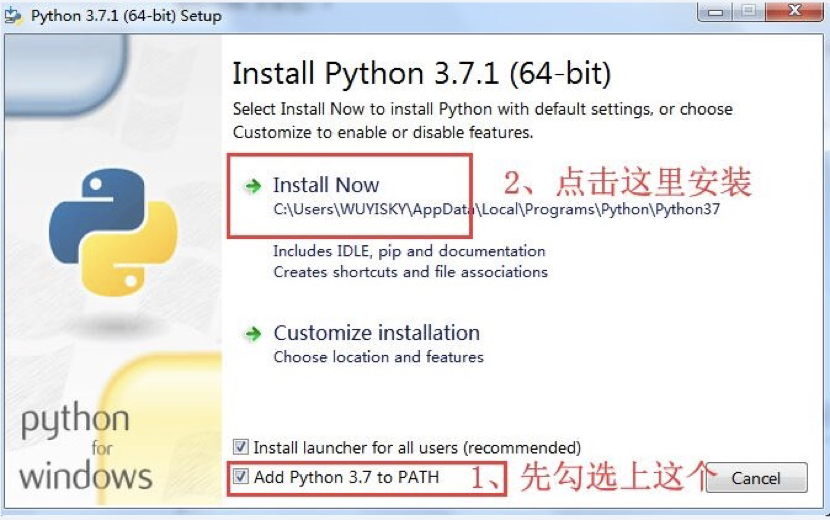 Python 3.7.1 (64-bit) Setup
Install Python 3.7.1 (64-bit)
Select Install Now to install Python with default settings, or choose
Customize to enable or disable features.
Install Now
2、点击这里安装
C:\Users\WUYISKY\AppData\Local\Programs\Python\Python37
Includes IDLE, pip and documentation
Creates shortcuts and file associations
Customize installation
Choose location and features
python
for
windows
Install launcher for all users (recommended)
Add Python 3.7 to PATH
1、先勾选上这个
Cancel